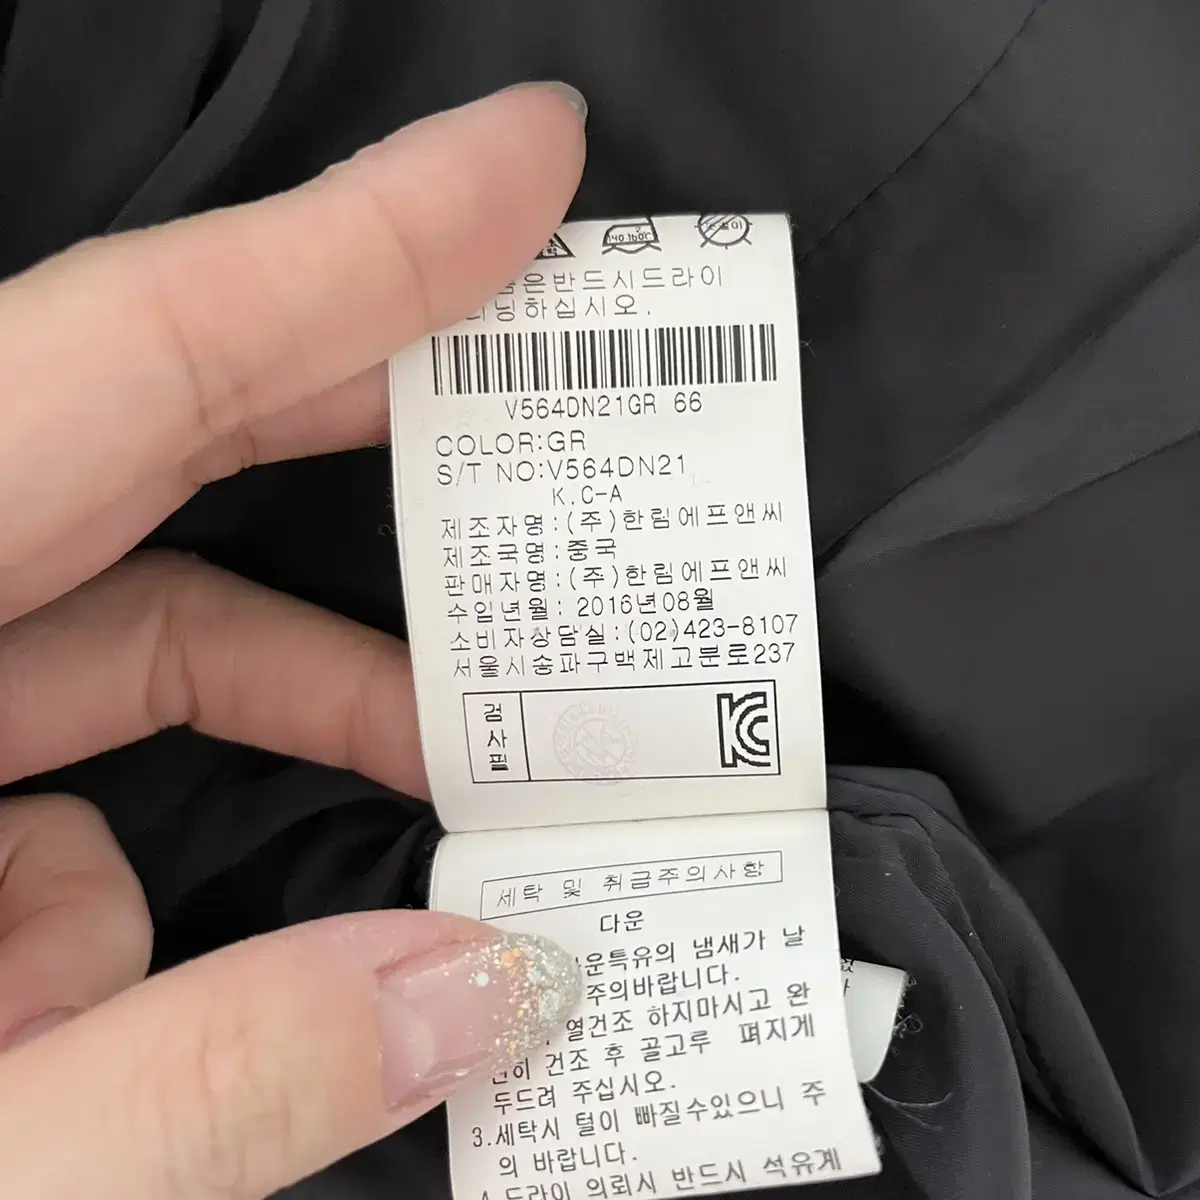 140~160℃
드라이
은반드시드라이
닝하십시오.
V564DN21GR 66
COLOR:GR
S/T NO:V564DN21
K.C-A
제조자명:(주)한림에프앤씨
제조국명:중국
판매자명:(주)한림에프앤씨
수입년월: 2016년08월
소비자상담실:(02)423-8107
서울시송파구백제고분로237
검사필
세탁 및 취급주의사항
다운
운특유의 냄새가 날
주의바랍니다.
열건조 하지마시고 완
히 건조 후 골고루 펴지게
두드려 주십시오.
3.세탁시 털이 빠질수있으니 주
의 바랍니다.
4.드라이 의뢰시 반드시 석유계